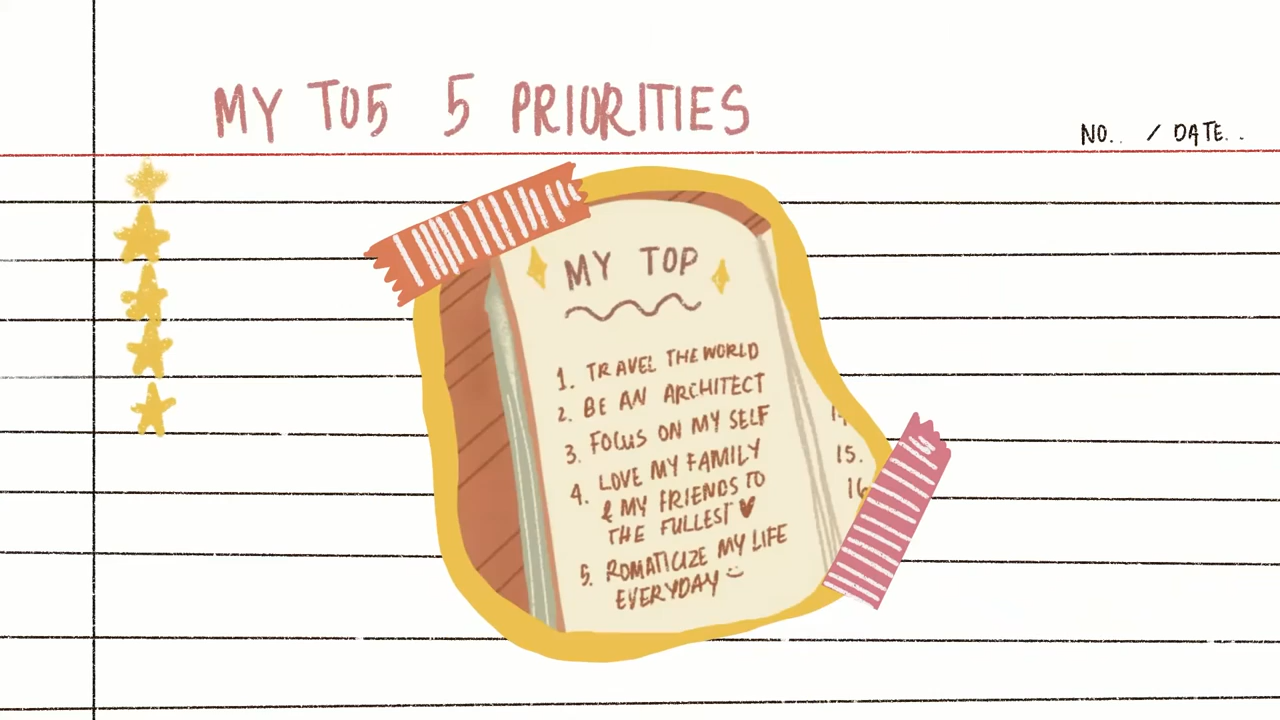 MY TO5 5 PRIORITIES
NO.. / DATE...
MY TOP
1. TRAVEL THE WORLD
2. BE AN ARCHITECT
3. FOCUS ON MY SELF
4. LOVE MY FAMILY
& MY FRIENDS TO
THE FULLEST ♥
5. ROMATICIZE MY LIFE
EVERYDAY
15.
16